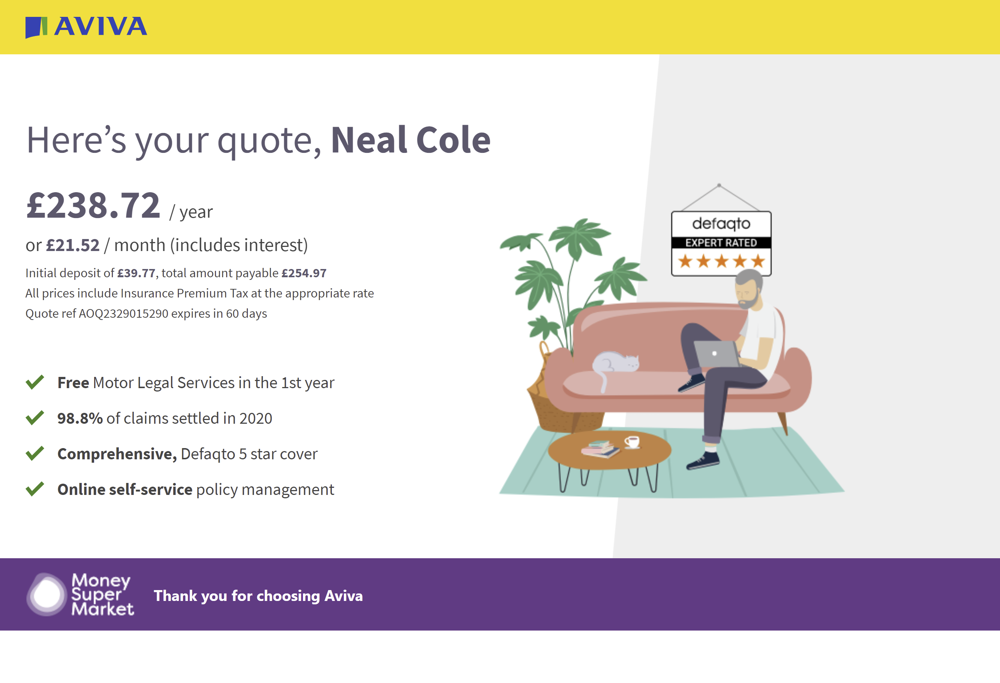 AVIVA
Here’s your quote, Neal Cole
£238.72 / year
or £21.52 / month (includes interest)
Initial deposit of £39.77, total amount payable £254.97
All prices include Insurance Premium Tax at the appropriate rate
Quote ref AOQ2329015290 expires in 60 days
Free Motor Legal Services in the 1st year
98.8% of claims settled in 2020
Comprehensive, Defaqto 5 star cover
Online self-service policy management
defaqto
EXPERT RATED
Money
Super
Market
Thank you for choosing Aviva